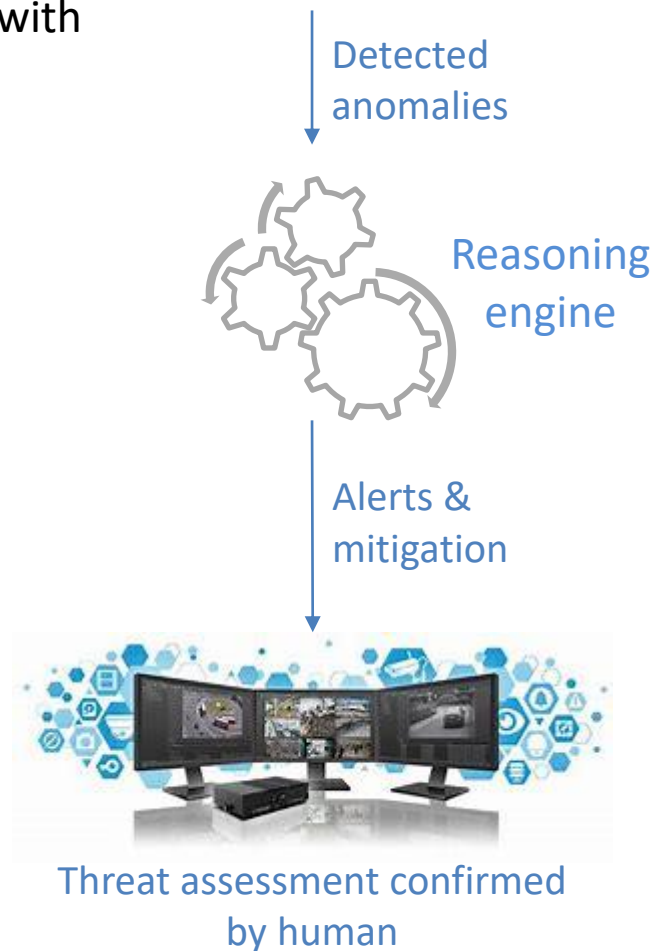 with
Detected
anomalies
Reasoning
engine
Alerts &
mitigation
Threat assessment confirmed
by human